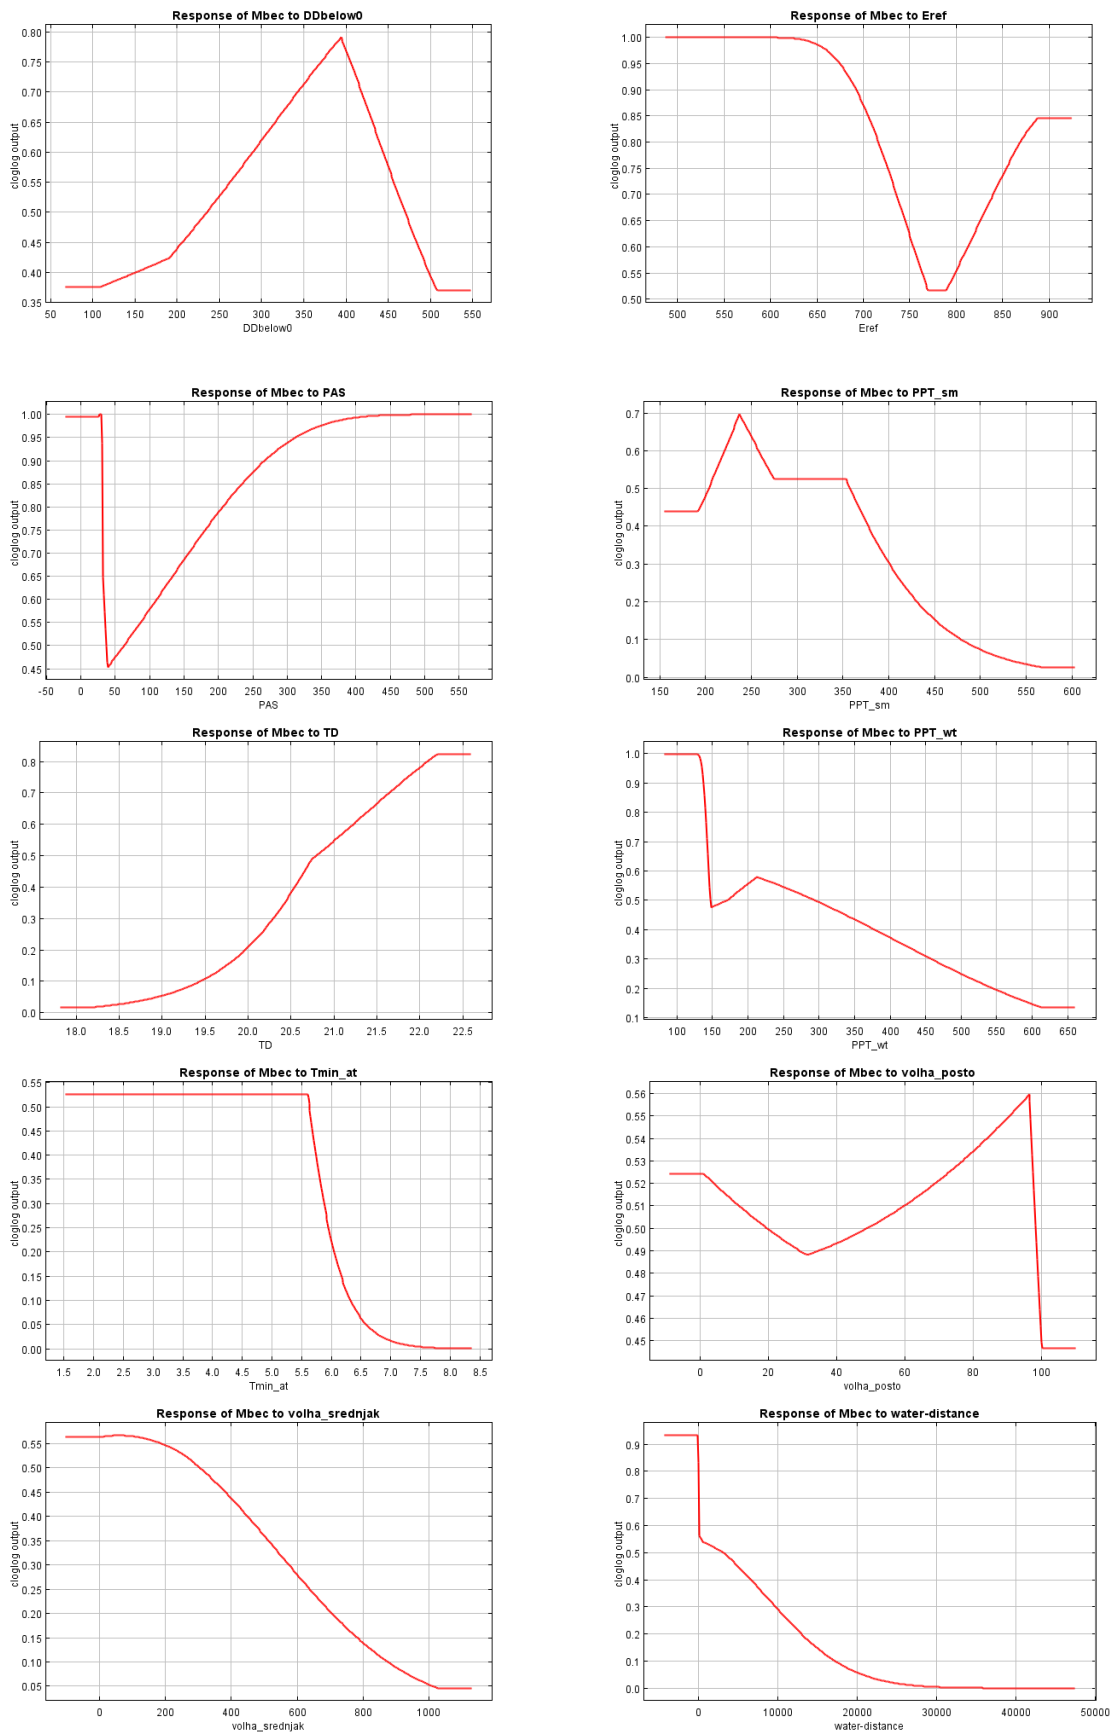 Response of Mbec to DDbelow0
cloglog output
0.80
0.75
0.70
0.65
0.60
0.55
0.50
0.45
0.40
0.35
50 100 150 200 250 300 350 400 450 500 550
DDbelow0
Response of Mbec to Eref
cloglog output
1.00
0.95
0.90
0.85
0.80
0.75
0.70
0.65
0.60
0.55
0.50
500 550 600 650 700 750 800 850 900
Eref
Response of Mbec to PAS
cloglog output
1.00
0.95
0.90
0.85
0.80
0.75
0.70
0.65
0.60
0.55
0.50
0.45
-50 0 50 100 150 200 250 300 350 400 450 500 550
PAS
Response of Mbec to PPT_sm
cloglog output
0.7
0.6
0.5
0.4
0.3
0.2
0.1
0.0
150 200 250 300 350 400 450 500 550 600
PPT_sm
Response of Mbec to TD
cloglog output
0.8
0.7
0.6
0.5
0.4
0.3
0.2
0.1
0.0
18.0 18.5 19.0 19.5 20.0 20.5 21.0 21.5 22.0 22.5
TD
Response of Mbec to PPT_wt
cloglog output
1.0
0.9
0.8
0.7
0.6
0.5
0.4
0.3
0.2
0.1
100 150 200 250 300 350 400 450 500 550 600 650
PPT_wt
Response of Mbec to Tmin_at
cloglog output
0.55
0.50
0.45
0.40
0.35
0.30
0.25
0.20
0.15
0.10
0.05
0.00
1.5 2.0 2.5 3.0 3.5 4.0 4.5 5.0 5.5 6.0 6.5 7.0 7.5 8.0 8.5
Tmin_at
Response of Mbec to volha_posto
cloglog output
0.56
0.55
0.54
0.53
0.52
0.51
0.50
0.49
0.48
0.47
0.46
0.45
0 20 40 60 80 100
volha_posto
Response of Mbec to volha_srednjak
cloglog output
0.55
0.50
0.45
0.40
0.35
0.30
0.25
0.20
0.15
0.10
0.05
0 200 400 600 800 1000
volha_srednjak
Response of Mbec to water-distance
cloglog output
0.9
0.8
0.7
0.6
0.5
0.4
0.3
0.2
0.1
0.0
0 10000 20000 30000 40000 50000
water-distance